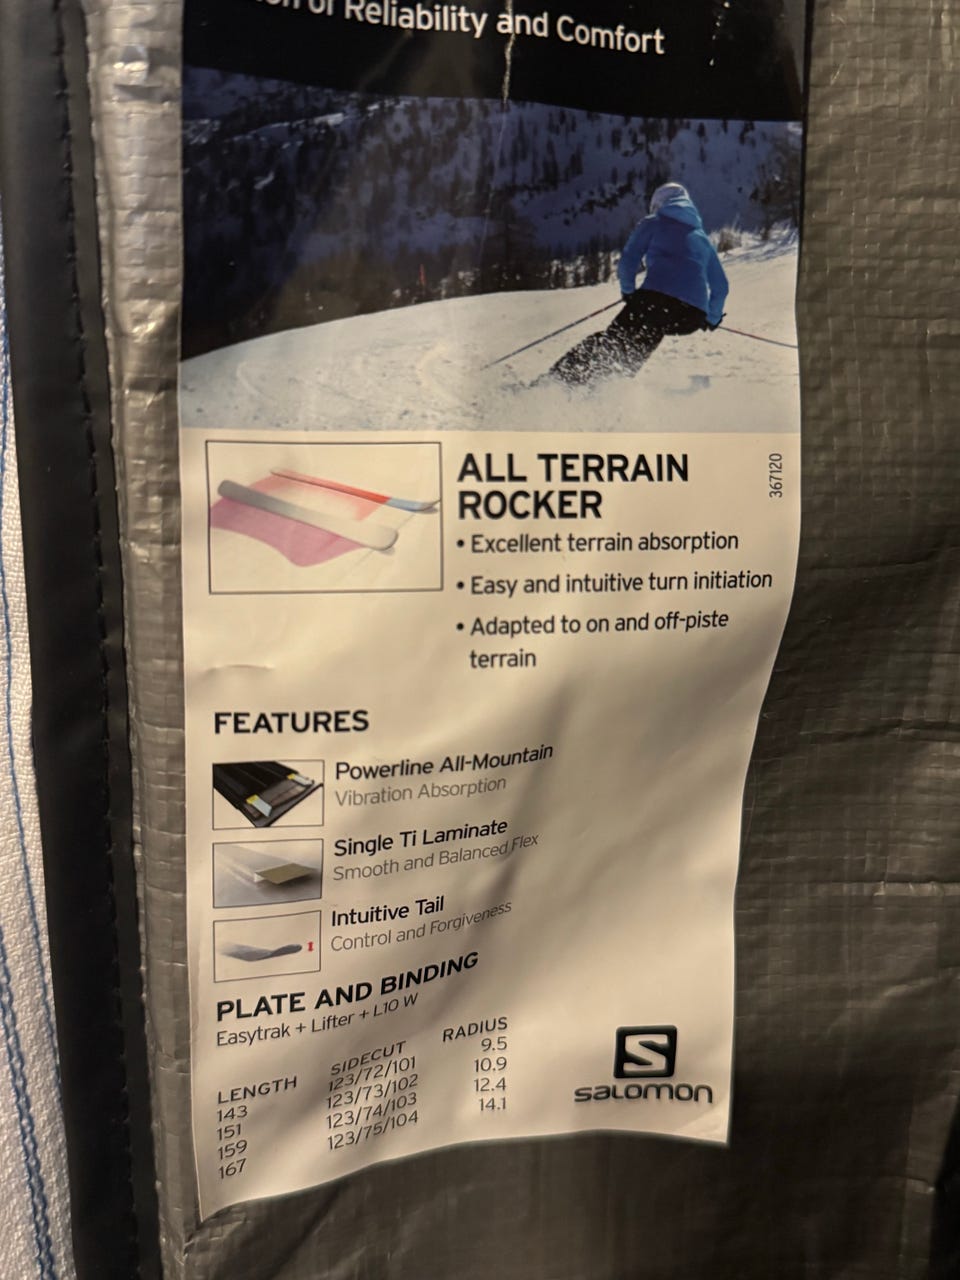 of Reliability and Comfort
ALL TERRAIN
ROCKER
367120
• Excellent terrain absorption
• Easy and intuitive turn initiation
• Adapted to on and off-piste
terrain
FEATURES
Powerline All-Mountain
Vibration Absorption
Single Ti Laminate
Smooth and Balanced Flex
Intuitive Tail
Control and Forgiveness
PLATE AND BINDING
Easytrak + Lifter + L10 W
LENGTH SIDECUT RADIUS
143 123/72/101 9.5
151 123/73/102 10.9
159 123/74/103 12.4
167 123/75/104 14.1
S
salomon